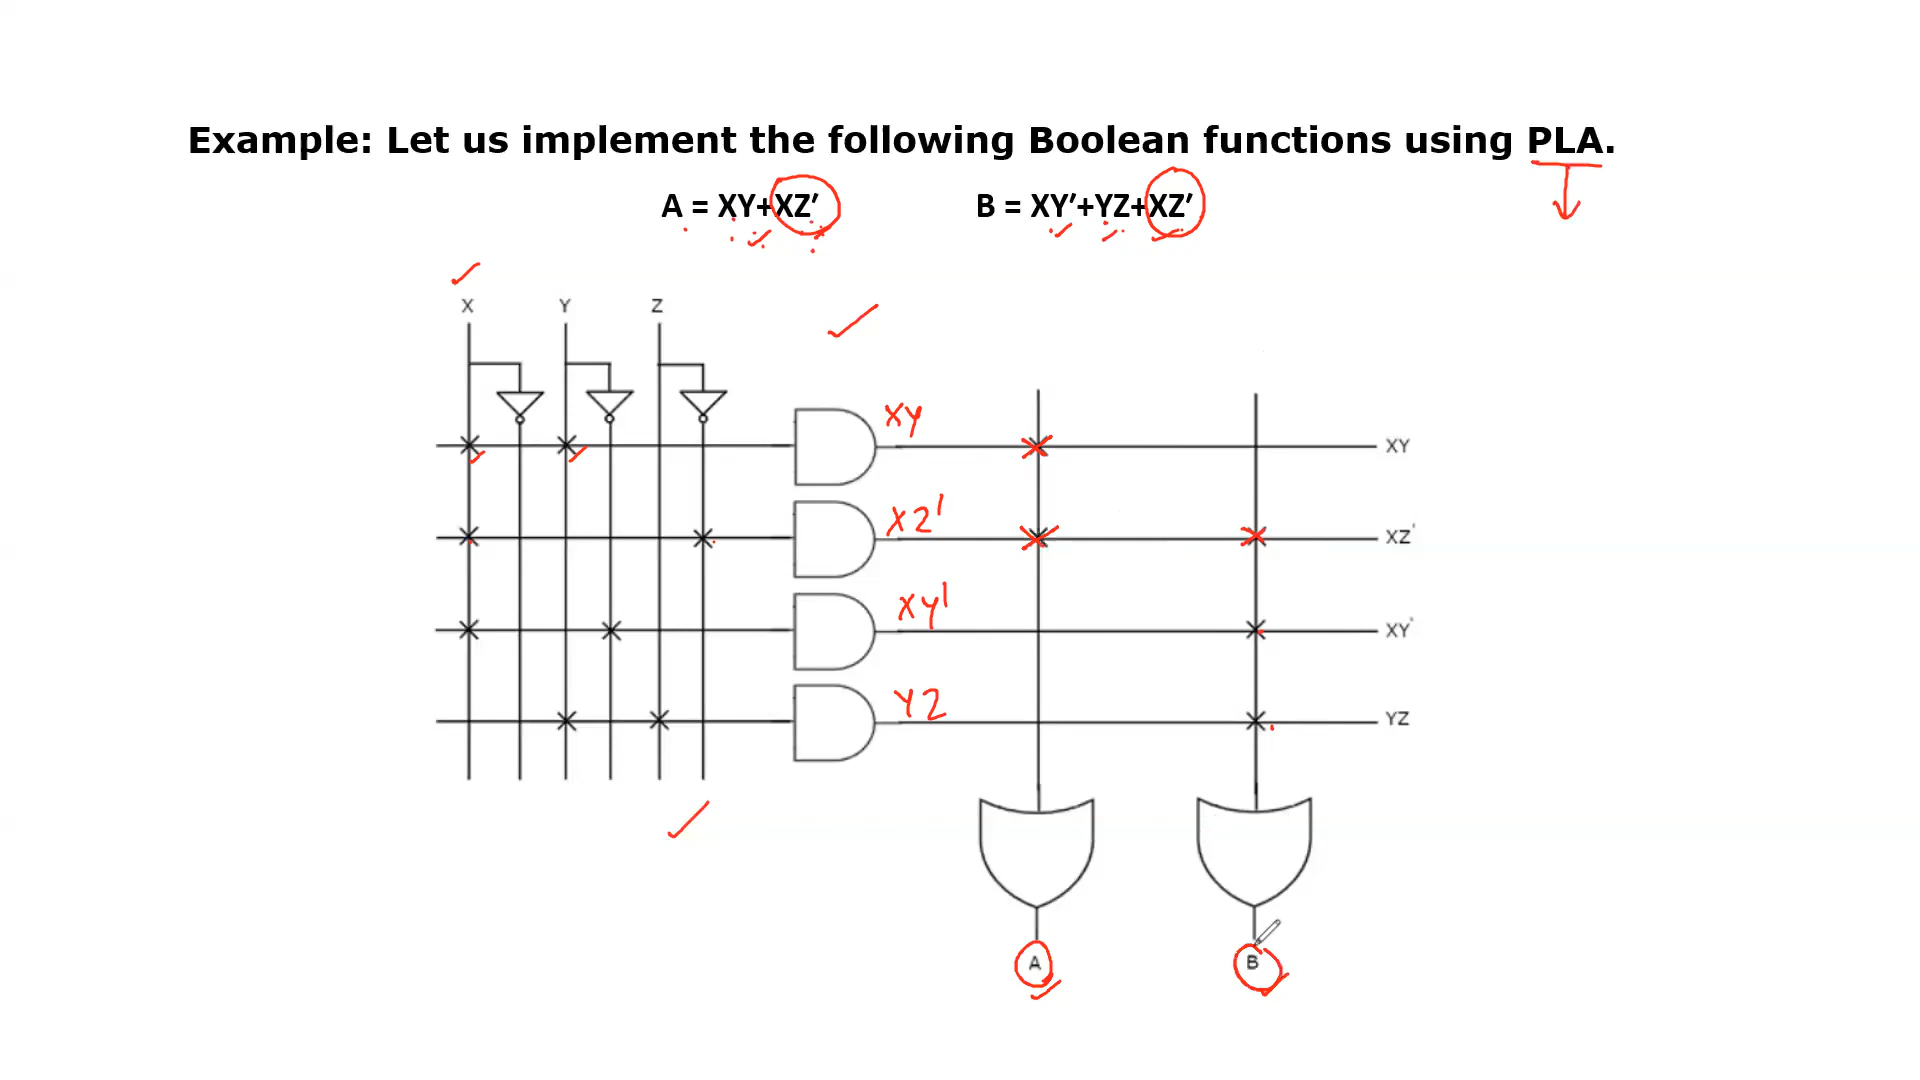 Example: Let us implement the following Boolean functions using PLA.
A = XY+XZ′ B = XY′+YZ+XZ′
X Y Z
XY XY
XZ' XZ'
XY' XY'
YZ YZ
A B